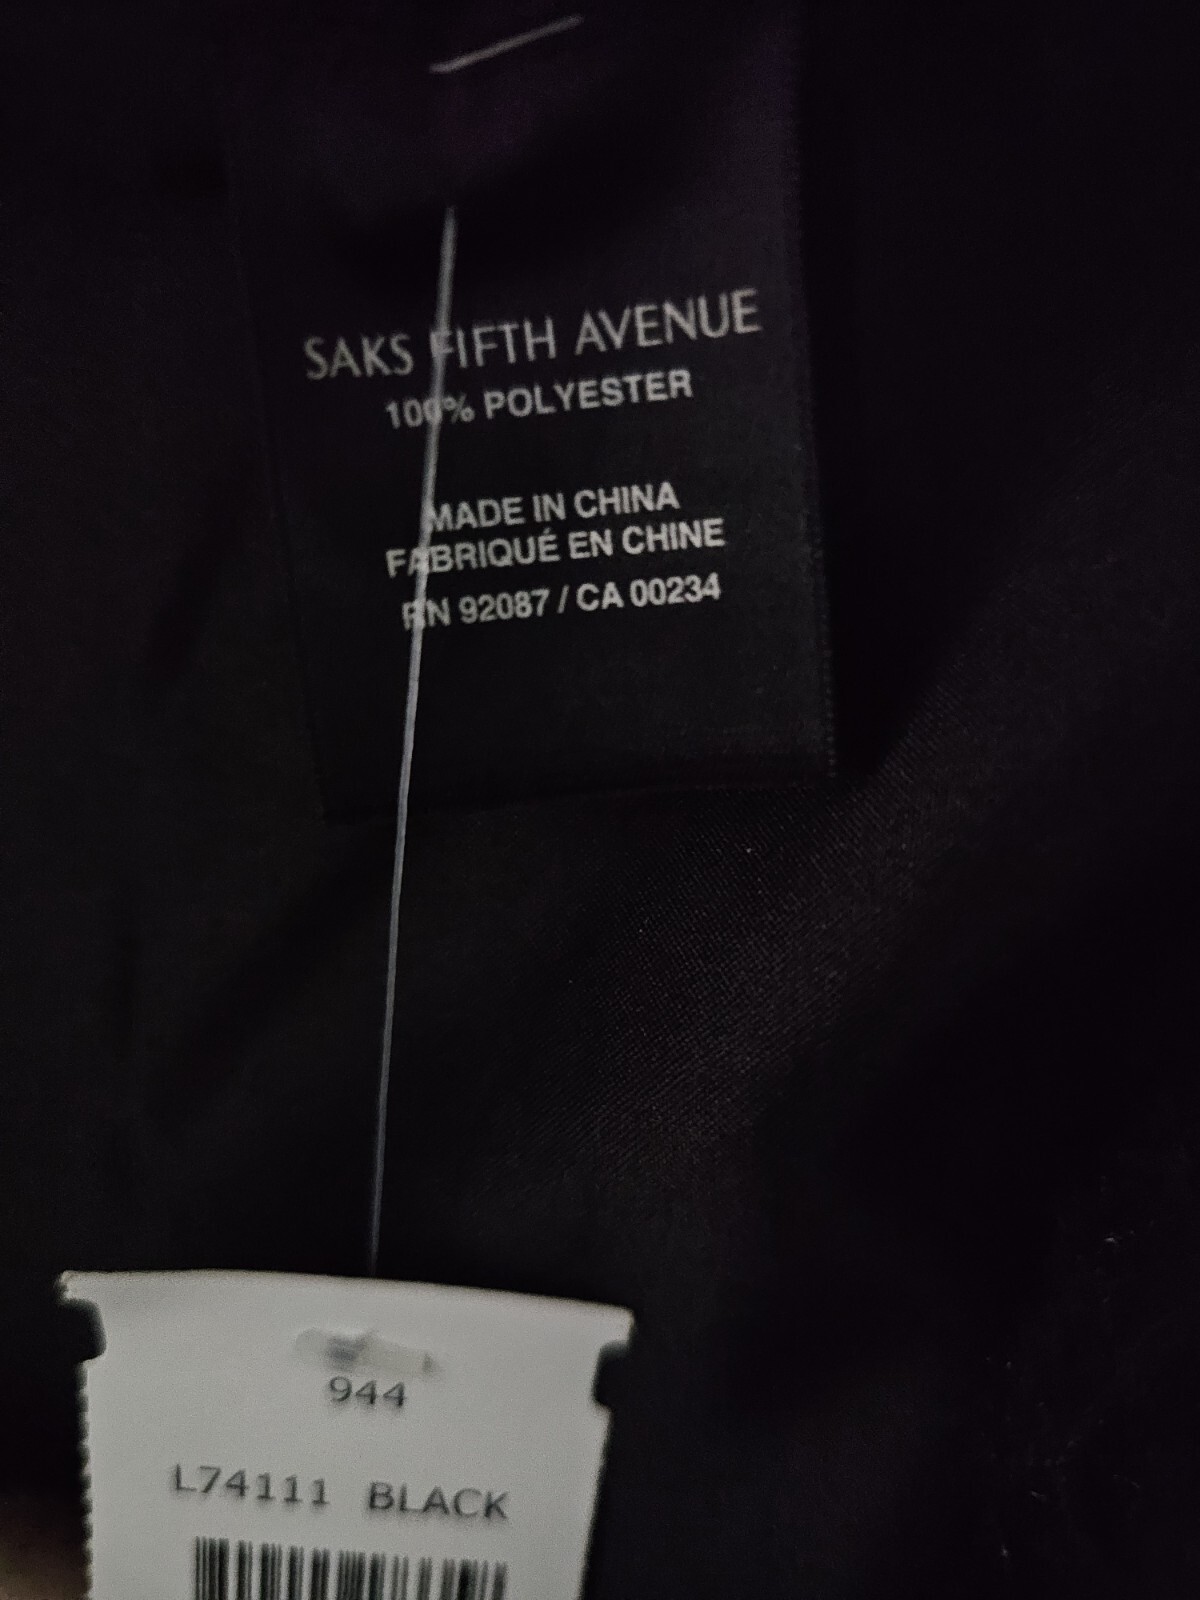 SAKS FIFTH AVENUE
100% POLYESTER
MADE IN CHINA
FABRIQUÉ EN CHINE
RN 92087 / CA 00234
944
L74111 BLACK